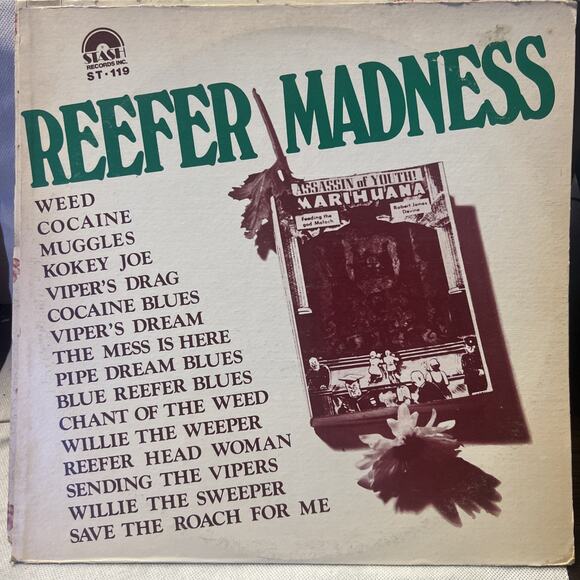 STASH
RECORDS INC.
ST-119
REEFER MADNESS
WEED
COCAINE
MUGGLES
KOKEY JOE
VIPER'S DRAG
COCAINE BLUES
VIPER'S DREAM
THE MESS IS HERE
PIPE DREAM BLUES
BLUE REEFER BLUES
CHANT OF THE WEED
WILLIE THE WEEPER
REEFER HEAD WOMAN
SENDING THE VIPERS
WILLIE THE SWEEPER
SAVE THE ROACH FOR ME
ASSASSIN of YOUTH!
MARIHUANA
Feeding the
god Moloch
Robert James
Devine